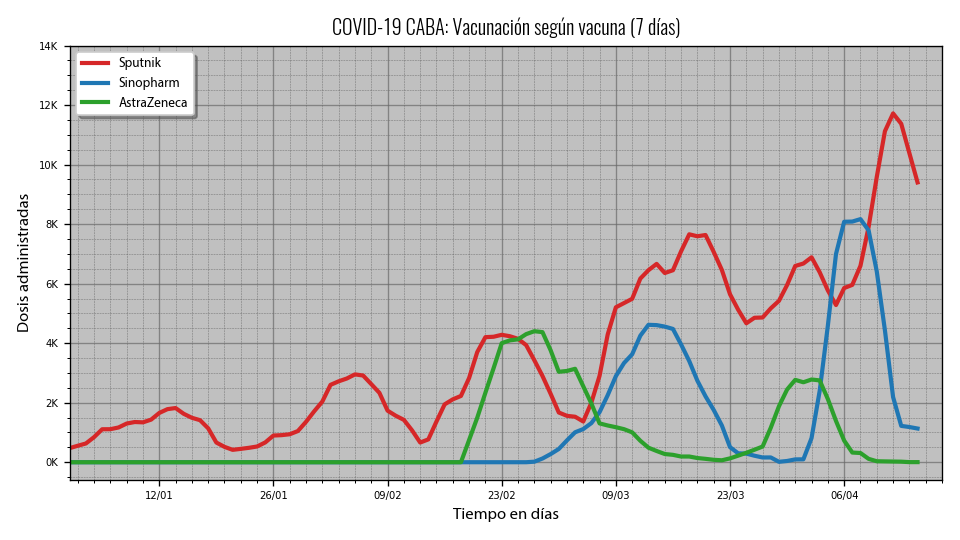 COVID-19 CABA: Vacunación según vacuna (7 días)
14K
12K
10K
8K
6K
4K
2K
0K
Dosis administradas
Sputnik
Sinopharm
AstraZeneca
12/01 26/01 09/02 23/02 09/03 23/03 06/04
Tiempo en días